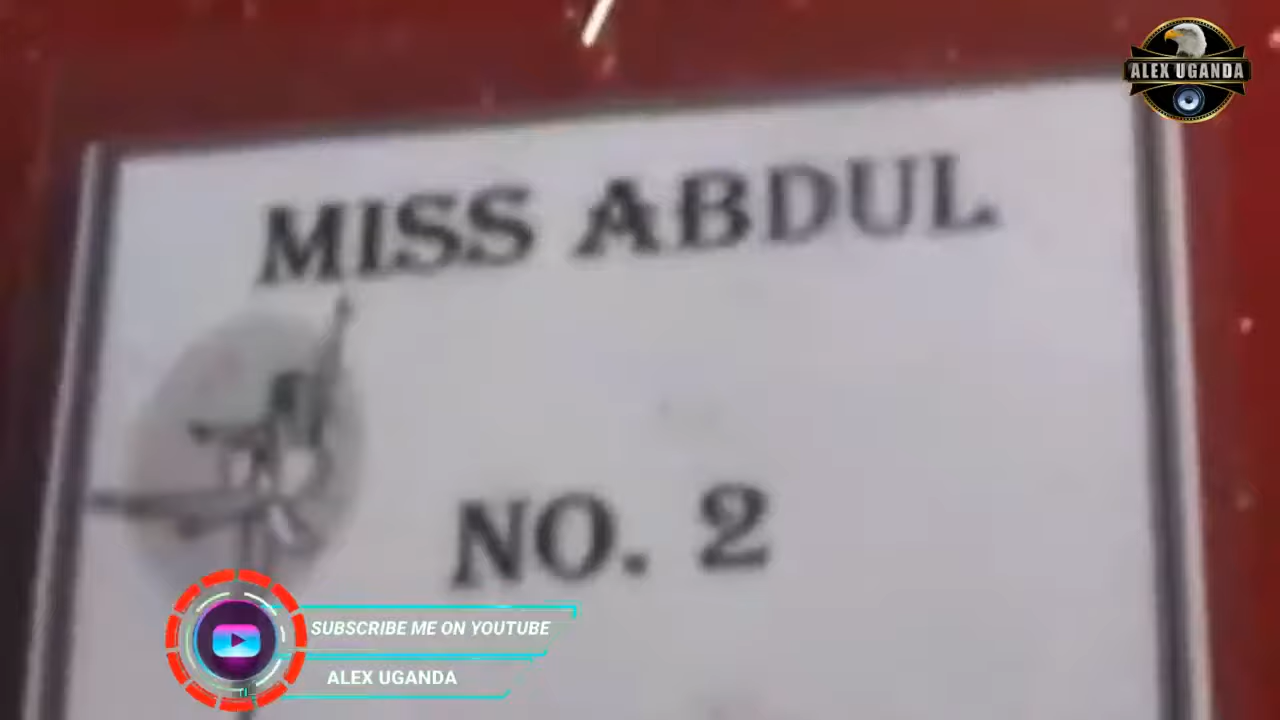 ALEX UGANDA
MISS ABDUL
NO. 2
SUBSCRIBE ME ON YOUTUBE
ALEX UGANDA